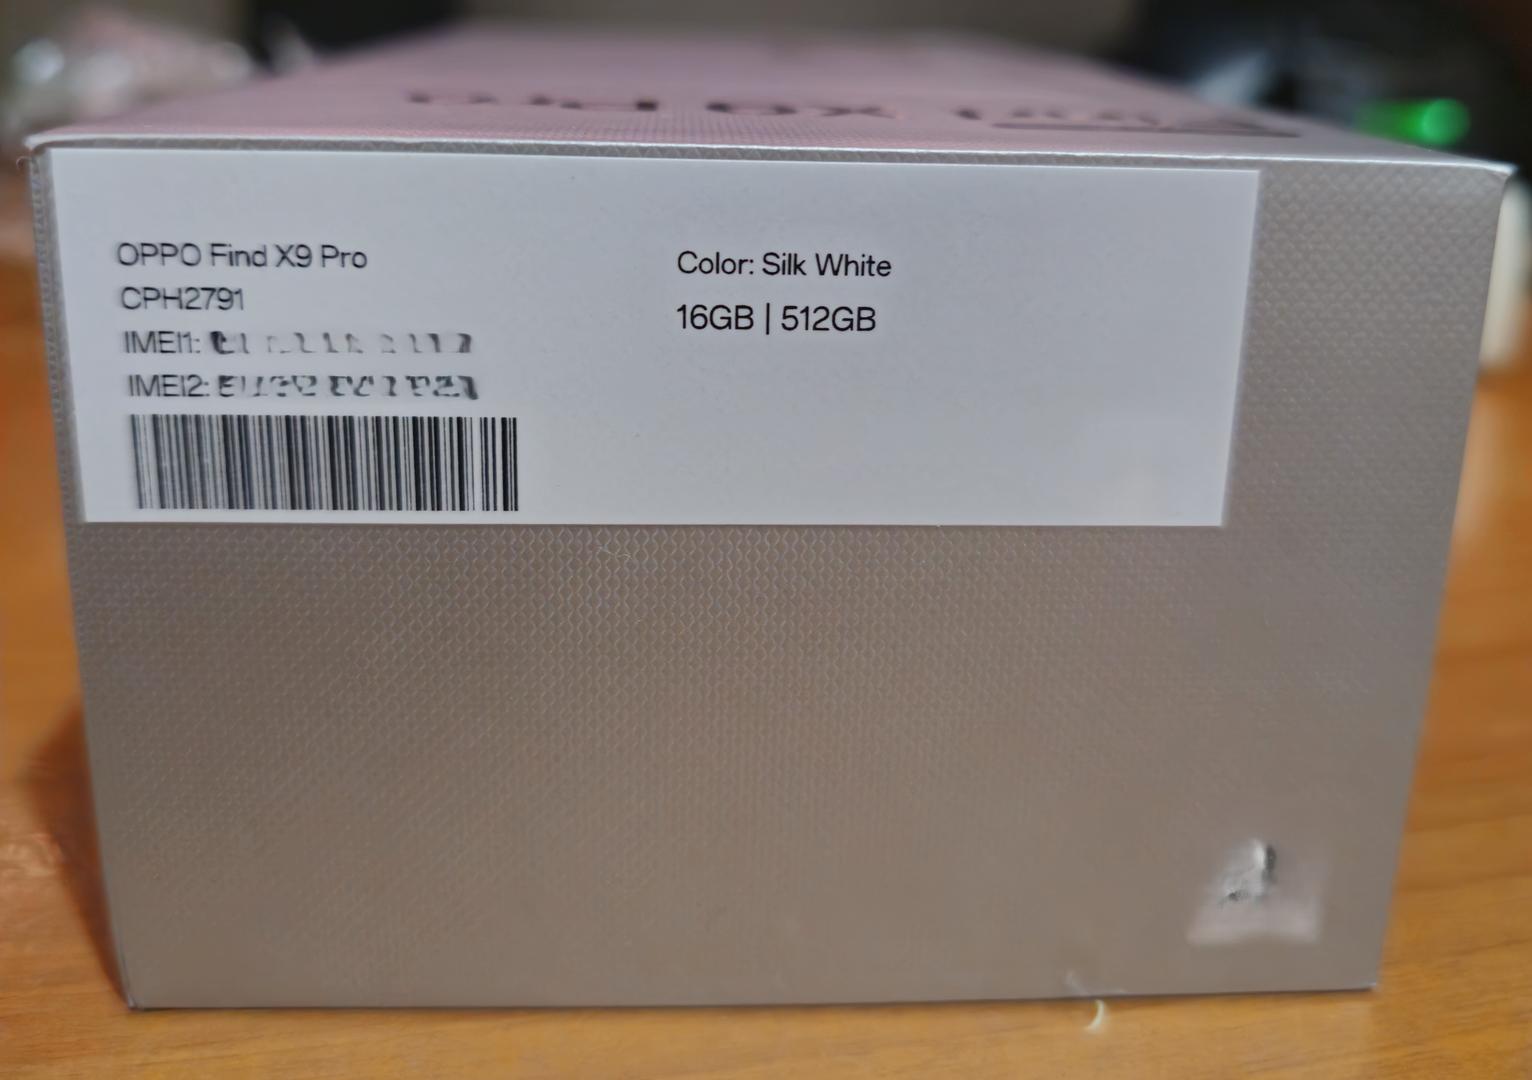 OPPO Find X9 Pro
CPH2791
IMEI1:
IMEI2:
Color: Silk White
16GB | 512GB